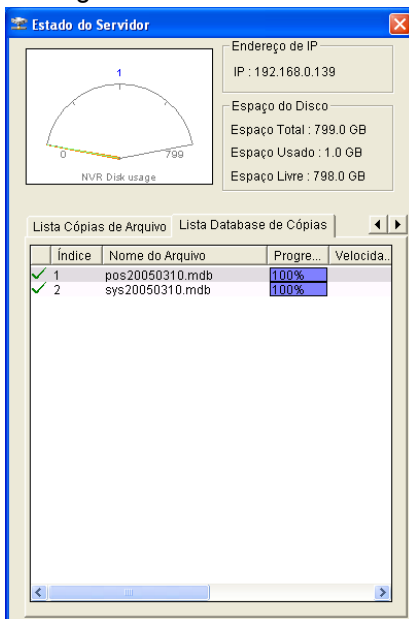 Estado do Servidor
1
0
799
NVR Disk usage
Endereço de IP
IP : 192.168.0.139
Espaço do Disco
Espaço Total : 799.0 GB
Espaço Usado : 1.0 GB
Espaço Livre : 798.0 GB
Lista Cópias de Arquivo Lista Database de Cópias
Índice Nome do Arquivo Progre... Velocida..
1 pos20050310.mdb 100%
2 sys20050310.mdb 100%